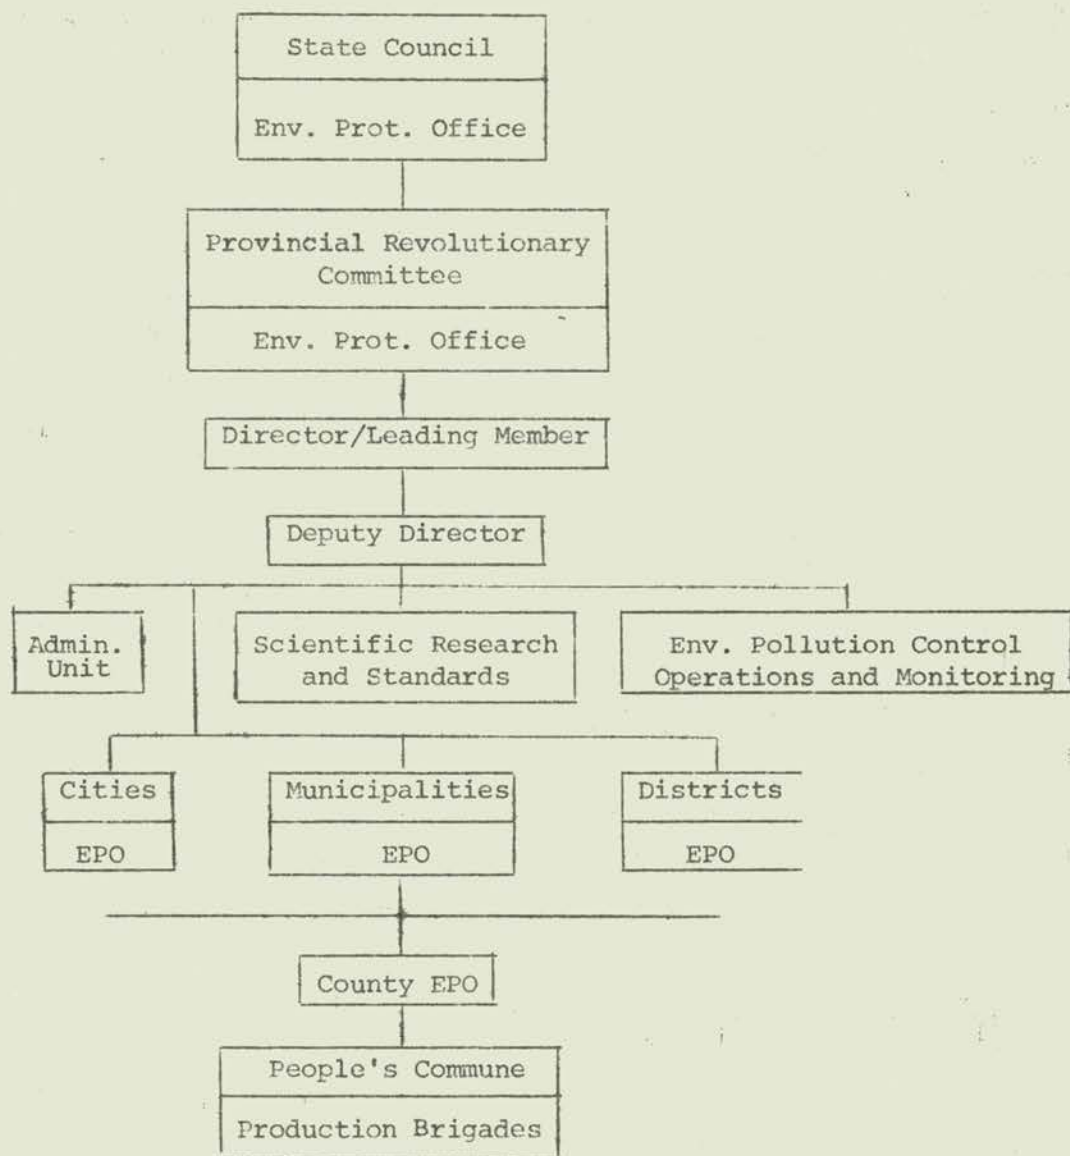 State Council
Env. Prot. Office
Provincial Revolutionary
Committee
Env. Prot. Office
Director/Leading Member
Deputy Director
Admin.
Unit
Scientific Research
and Standards
Env. Pollution Control
Operations and Monitoring
Cities
EPO
Municipalities
EPO
Districts
EPO
County EPO
People's Commune
Production Brigades